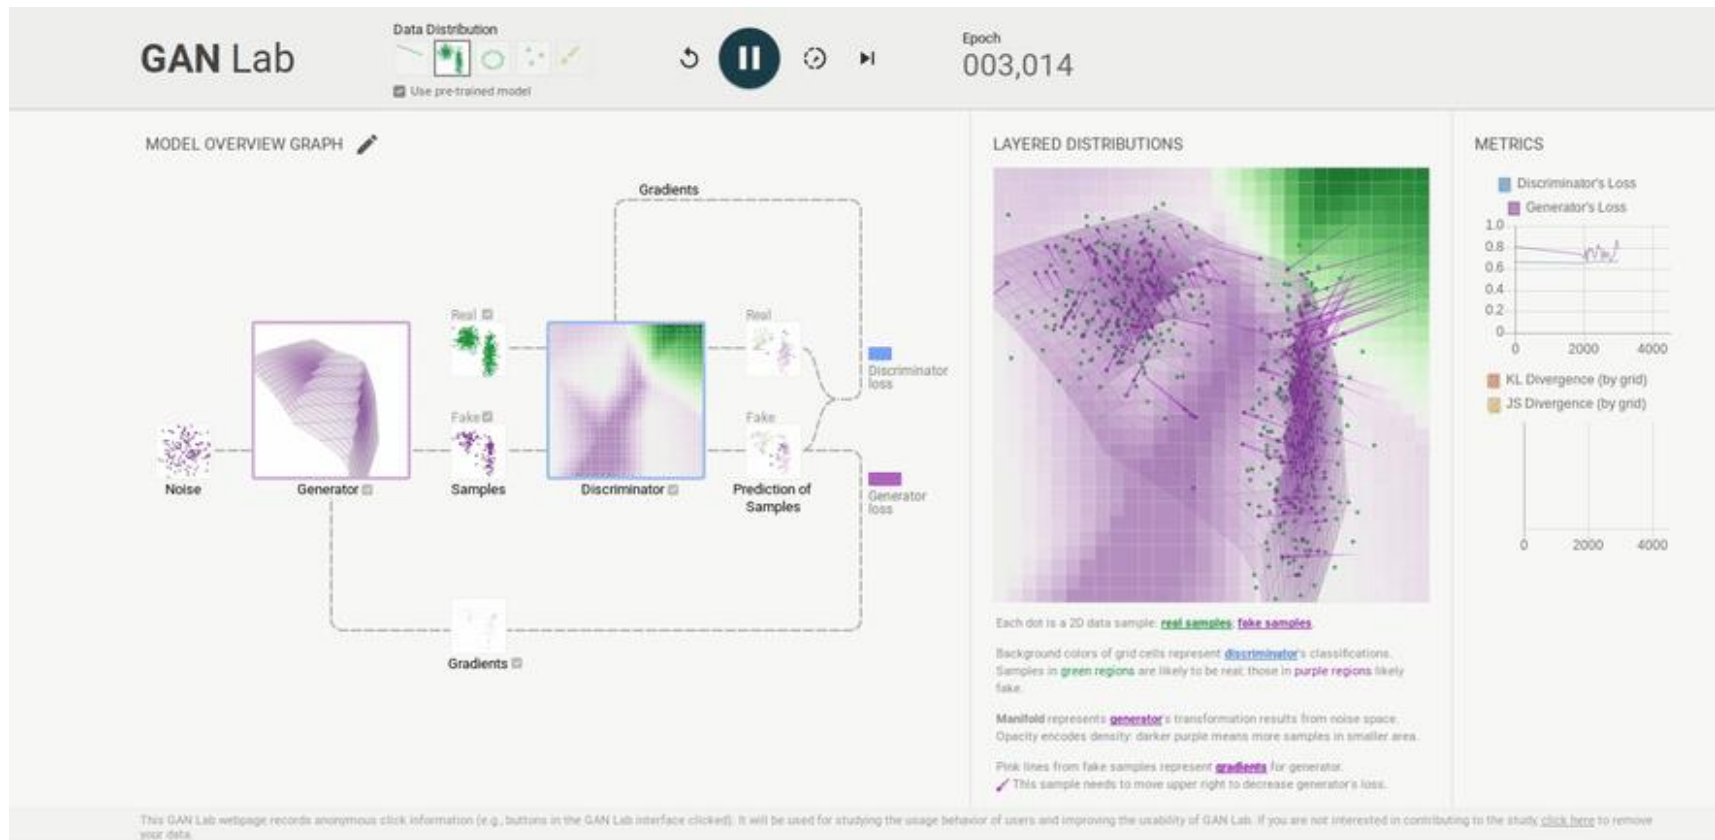 GAN Lab
Data Distribution
Use pre-trained model
Epoch
003,014
MODEL OVERVIEW GRAPH
Gradients
Real
Real
Discriminator
loss
Fake
Fake
Noise
Generator
Samples
Discriminator
Prediction of
Samples
Generator
loss
Gradients
LAYERED DISTRIBUTIONS
Each dot is a 2D data sample: real samples; fake samples.
Background colors of grid cells represent discriminator's classifications.
Samples in green regions are likely to be real; those in purple regions likely
fake.
Manifold represents generator's transformation results from noise space.
Opacity encodes density: darker purple means more samples in smaller area.
Pink lines from fake samples represent gradients for generator.
This sample needs to move upper right to decrease generator's loss.
METRICS
Discriminator's Loss
Generator's Loss
1.0
0.8
0.6
0.4
0.2
0
0 2000 4000
KL Divergence (by grid)
JS Divergence (by grid)
0 2000 4000
This GAN Lab webpage records anonymous click information (e.g., buttons in the GAN Lab interface clicked). It will be used for studying the usage behavior of users and improving the usability of GAN Lab. If you are not interested in contributing to the study, click here to remove
your data.